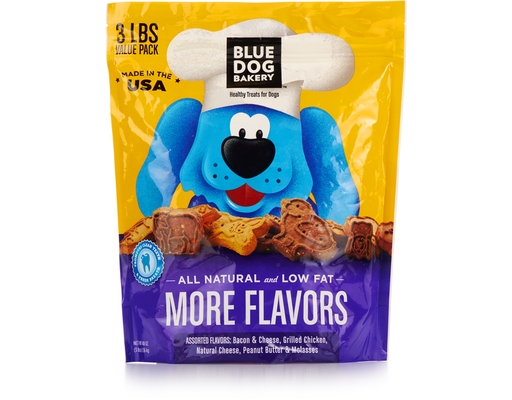 3 LBS
VALUE PACK
MADE IN THE
USA
BLUE
DOG
BAKERY
Healthy Treats for Dogs
ALL NATURAL and LOW FAT
MORE FLAVORS
ASSORTED FLAVORS: Bacon & Cheese, Grilled Chicken,
Natural Cheese, Peanut Butter & Molasses